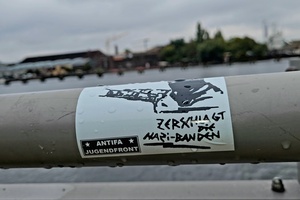 ZERSCHLAGT
DIE
NAZI-BANDEN
★ ANTIFA ★
JUGENDFRONT